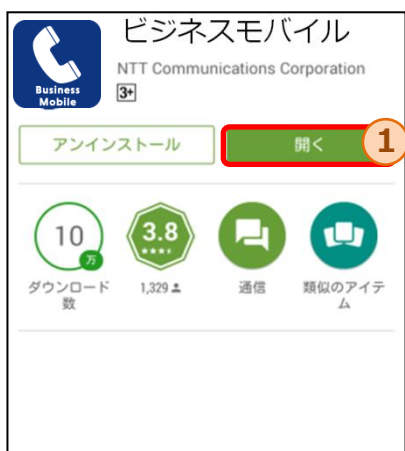 ビジネスモバイル
NTT Communications Corporation
Business
Mobile
3+
アンインストール
開く
1
10
万
3.8
ダウンロード
数
1,329
通信
類似のアイテ
ム